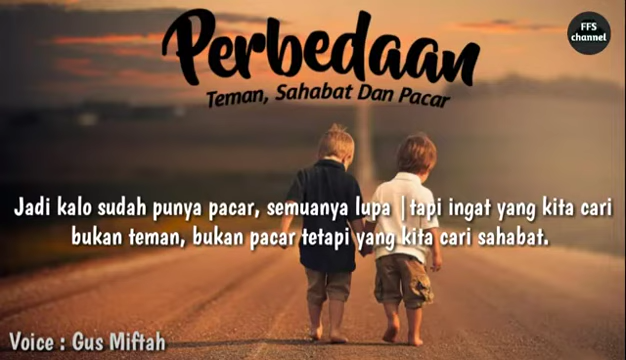 FFS
channel
Perbedaan
Teman, Sahabat Dan Pacar
Jadi kalo sudah punya pacar, semuanya lupa |tapi ingat yang kita cari
bukan teman, bukan pacar tetapi yang kita cari sahabat.
Voice : Gus Miftah